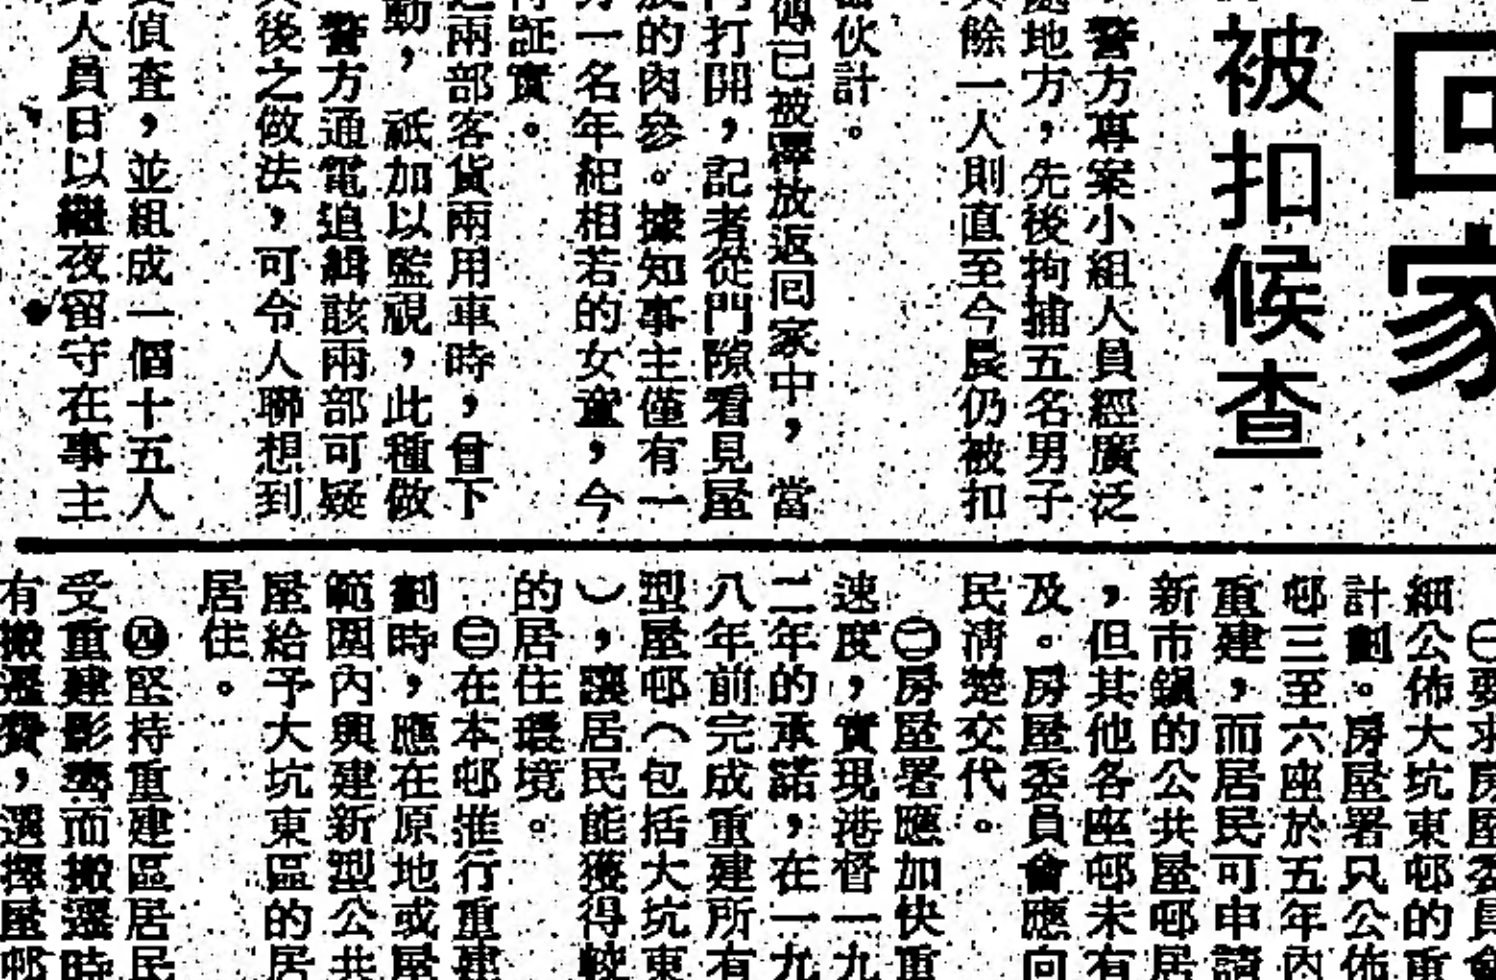 回家
被扣候查
警方專案小組人員經廣泛
地方，先後拘捕五名男子
餘一人則直至今晨仍被扣
伙計。
傳已被釋放返回家中，當
打開，記者從門隙看見屋
的肉參。據知事主僅有一
一名年紀相若的女童，今
証實。
兩部客貨兩用車時，曾下
動，祇加以監視，此種做
警方通電追緝該兩部可疑
後之做法，可令人聯想到
偵查，並組成一個十五人
人員日以繼夜留守在事主
㊀要求房屋委員會
細公佈大坑東邨的重
計劃。房屋署只公佈
邨三至六座於五年內
重建，而居民可申請
新市鎮的公共屋邨居
，但其他各座邨未有
及。房屋委員會應向
民清楚交代。
㊁房屋署應加快重
速度，實現港督一九
二年的承諾，在一九
八年前完成重建所有
型屋邨（包括大坑東
），讓居民能獲得較
的居住環境。
㊂在本邨推行重建
劃時，應在原地或屋
範圍內興建新型公共
屋給予大坑東區的居
居住。
㊃堅持重建區居民
受重建影響而搬遷時
有搬遷費，選擇屋邨